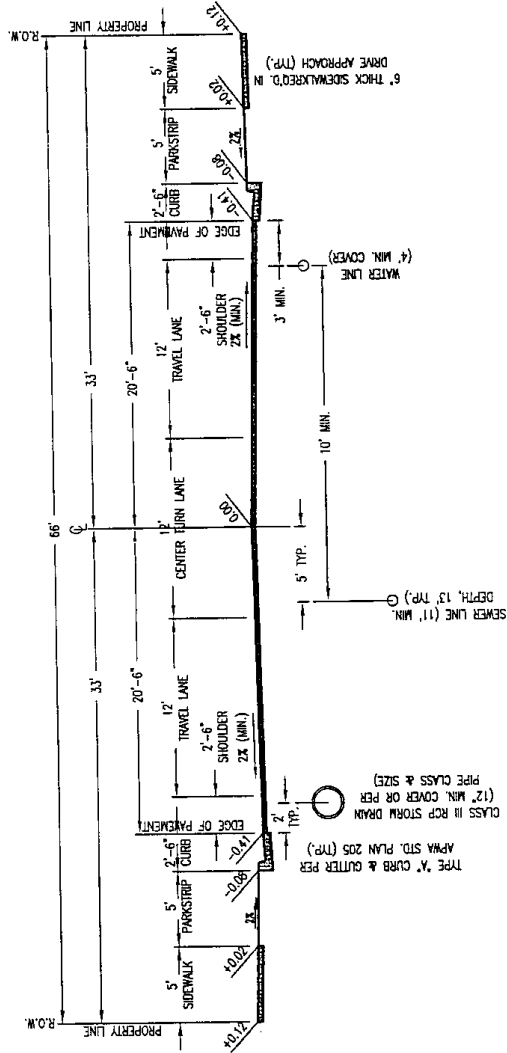 R.O.W.
PROPERTY LINE
66'
33'
33'
20'-6"
20'-6"
5'
SIDEWALK
5'
PARKSTRIP
2'-6"
CURB
EDGE OF PAVEMENT
12'
TRAVEL LANE
2'-6"
SHOULDER
2% (MIN.)
12'
CENTER TURN LANE
12'
TRAVEL LANE
2'-6"
SHOULDER
2% (MIN.)
EDGE OF PAVEMENT
2'-6"
CURB
5'
PARKSTRIP
5'
SIDEWALK
R.O.W.
PROPERTY LINE
+0.12
+0.02
2%
-0.08
-0.41
0.00
-0.41
-0.08
2%
+0.02
+0.12
TYPE "A" CURB & GUTTER PER
APWA STD. PLAN 205 (TYP.)
2'
TYP.
CLASS III RCP STORM DRAIN
(12" MIN. COVER OR PER
PIPE CLASS & SIZE)
SEWER LINE (11' MIN.
DEPTH, 13' TYP.)
5' TYP.
10' MIN.
3' MIN.
WATER LINE
(4' MIN. COVER)
6" THICK SIDEWALKREQ'D. IN
DRIVE APPROACH (TYP.)